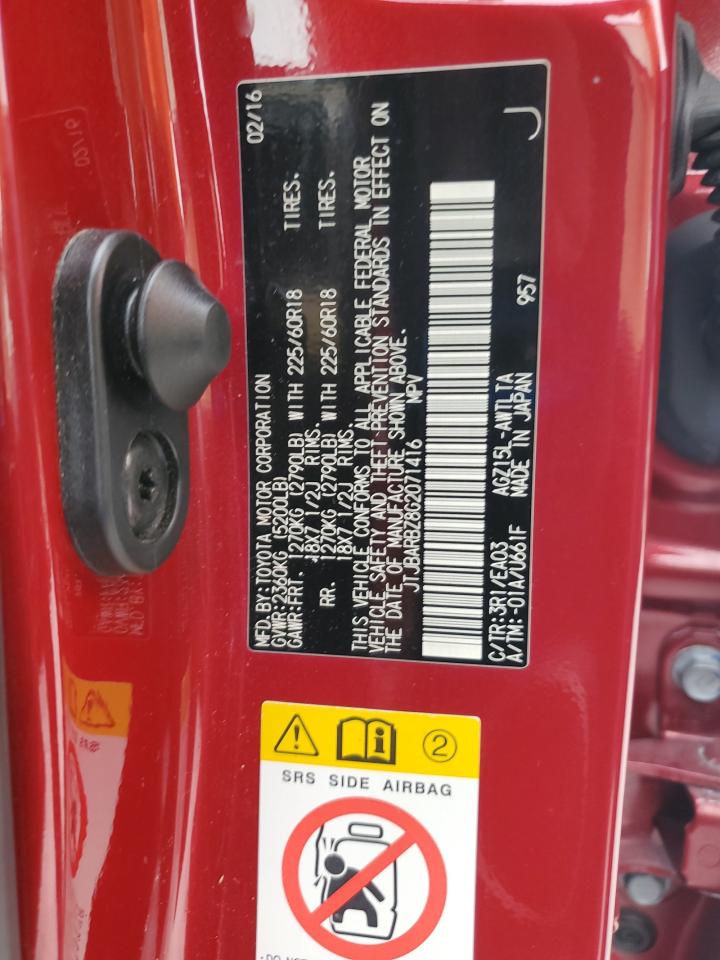 MFD. BY: TOYOTA MOTOR CORPORATION 02/16
GVWR: 2360KG (5200LB)
GAWR: FRT. 1270KG (2790LB) WITH 225/60R18 TIRES.
18X7 1/2J RIMS.
RR. 1270KG (2790LB) WITH 225/60R18 TIRES.
18X7 1/2J RIMS.
THIS VEHICLE CONFORMS TO ALL APPLICABLE FEDERAL MOTOR
VEHICLE SAFETY AND THEFT PREVENTION STANDARDS IN EFFECT ON
THE DATE OF MANUFACTURE SHOWN ABOVE.
JTJBARBZ8G2071416 MPV
C/TR: 3R1/EA03 AGZ15L-AWTLTA
A/TM: -01A/U661F MADE IN JAPAN 957
J
2
SRS SIDE AIRBAG